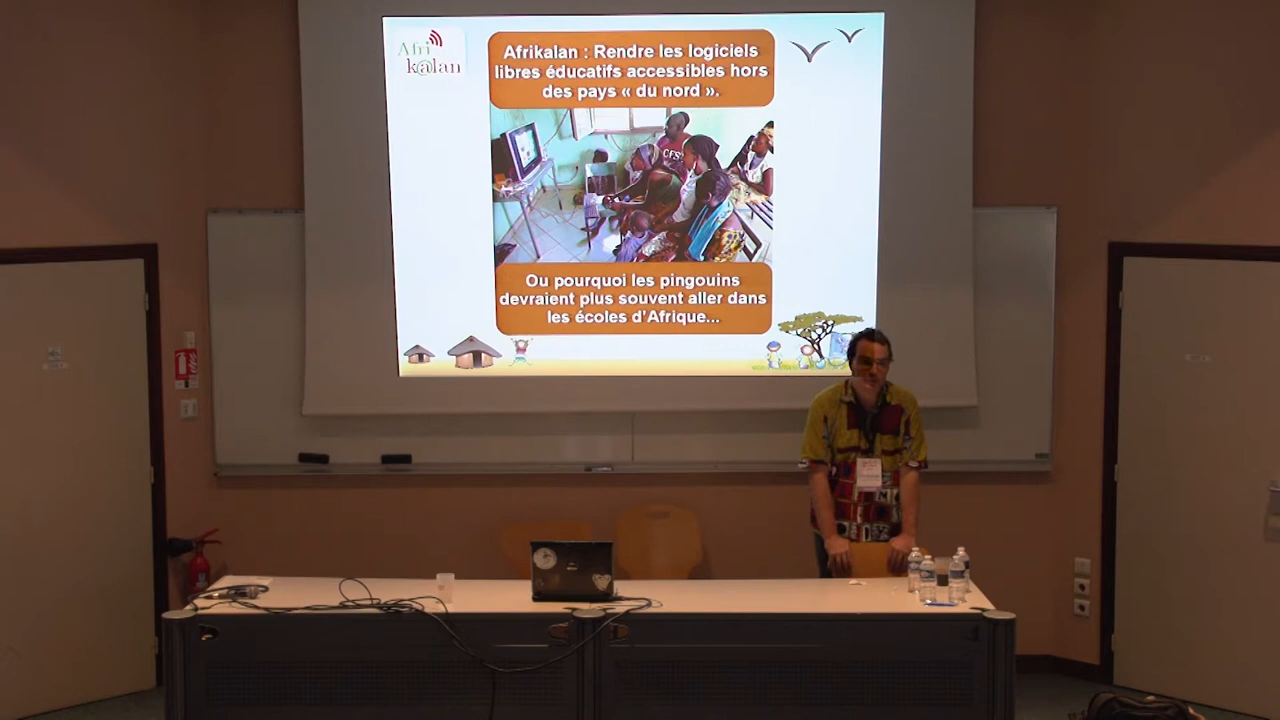 Afri
k@lan
Afrikalan : Rendre les logiciels
libres éducatifs accessibles hors
des pays « du nord ».
CFS
Ou pourquoi les pingouins
devraient plus souvent aller dans
les écoles d'Afrique...